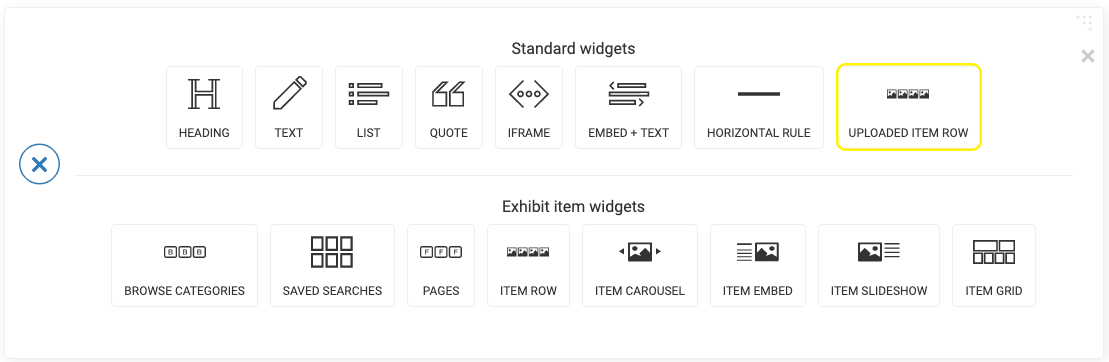 Standard widgets
HEADING
TEXT
LIST
QUOTE
IFRAME
EMBED + TEXT
HORIZONTAL RULE
UPLOADED ITEM ROW
Exhibit item widgets
B B B
F F F
BROWSE CATEGORIES
SAVED SEARCHES
PAGES
ITEM ROW
ITEM CAROUSEL
ITEM EMBED
ITEM SLIDESHOW
ITEM GRID